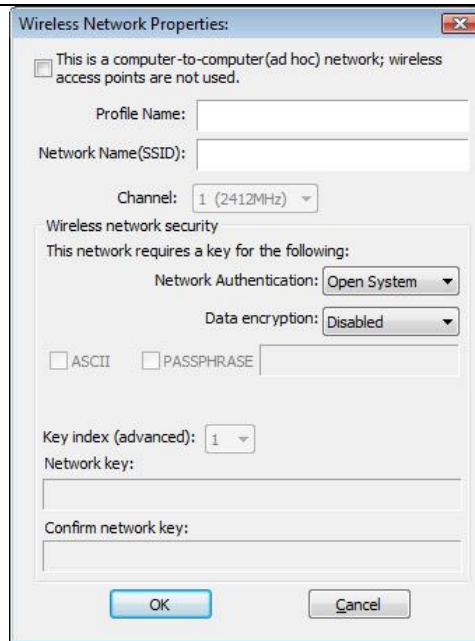 Wireless Network Properties:
This is a computer-to-computer(ad hoc) network; wireless
access points are not used.
Profile Name:
Network Name(SSID):
Channel: 1 (2412MHz)
Wireless network security
This network requires a key for the following:
Network Authentication: Open System
Data encryption: Disabled
ASCII PASSPHRASE
Key index (advanced): 1
Network key:
Confirm network key:
OK Cancel